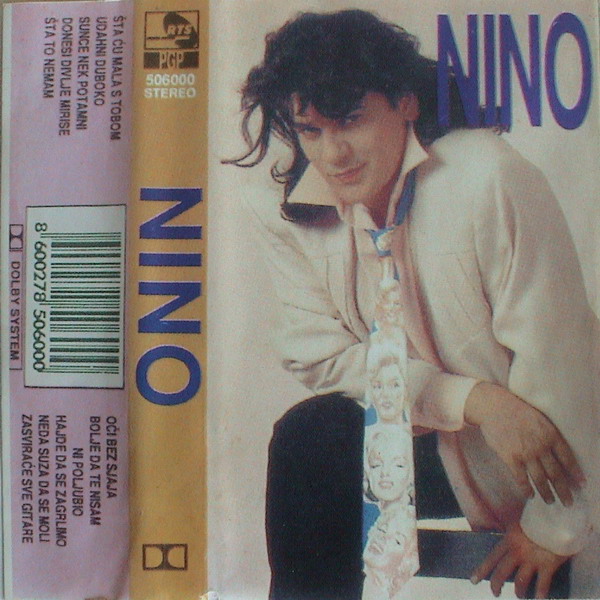 NINO
RTS
PGP
506000
STEREO
NINO
ŠTA ĆU MALA S TOBOM
UDAHNI DUBOKO
SUNCE NEK POTAMNI
DONESI DIVLJE MIRISE
ŠTA TO NEMAM
8 600278 506000
DOLBY SYSTEM
OČI BEZ SJAJA
BOLJE DA TE NISAM
NI POLJUBIO
HAJDE DA SE ZAGRLIMO
NEDA SUZA DA SE MOLI
ZASVIRAĆE SVE GITARE